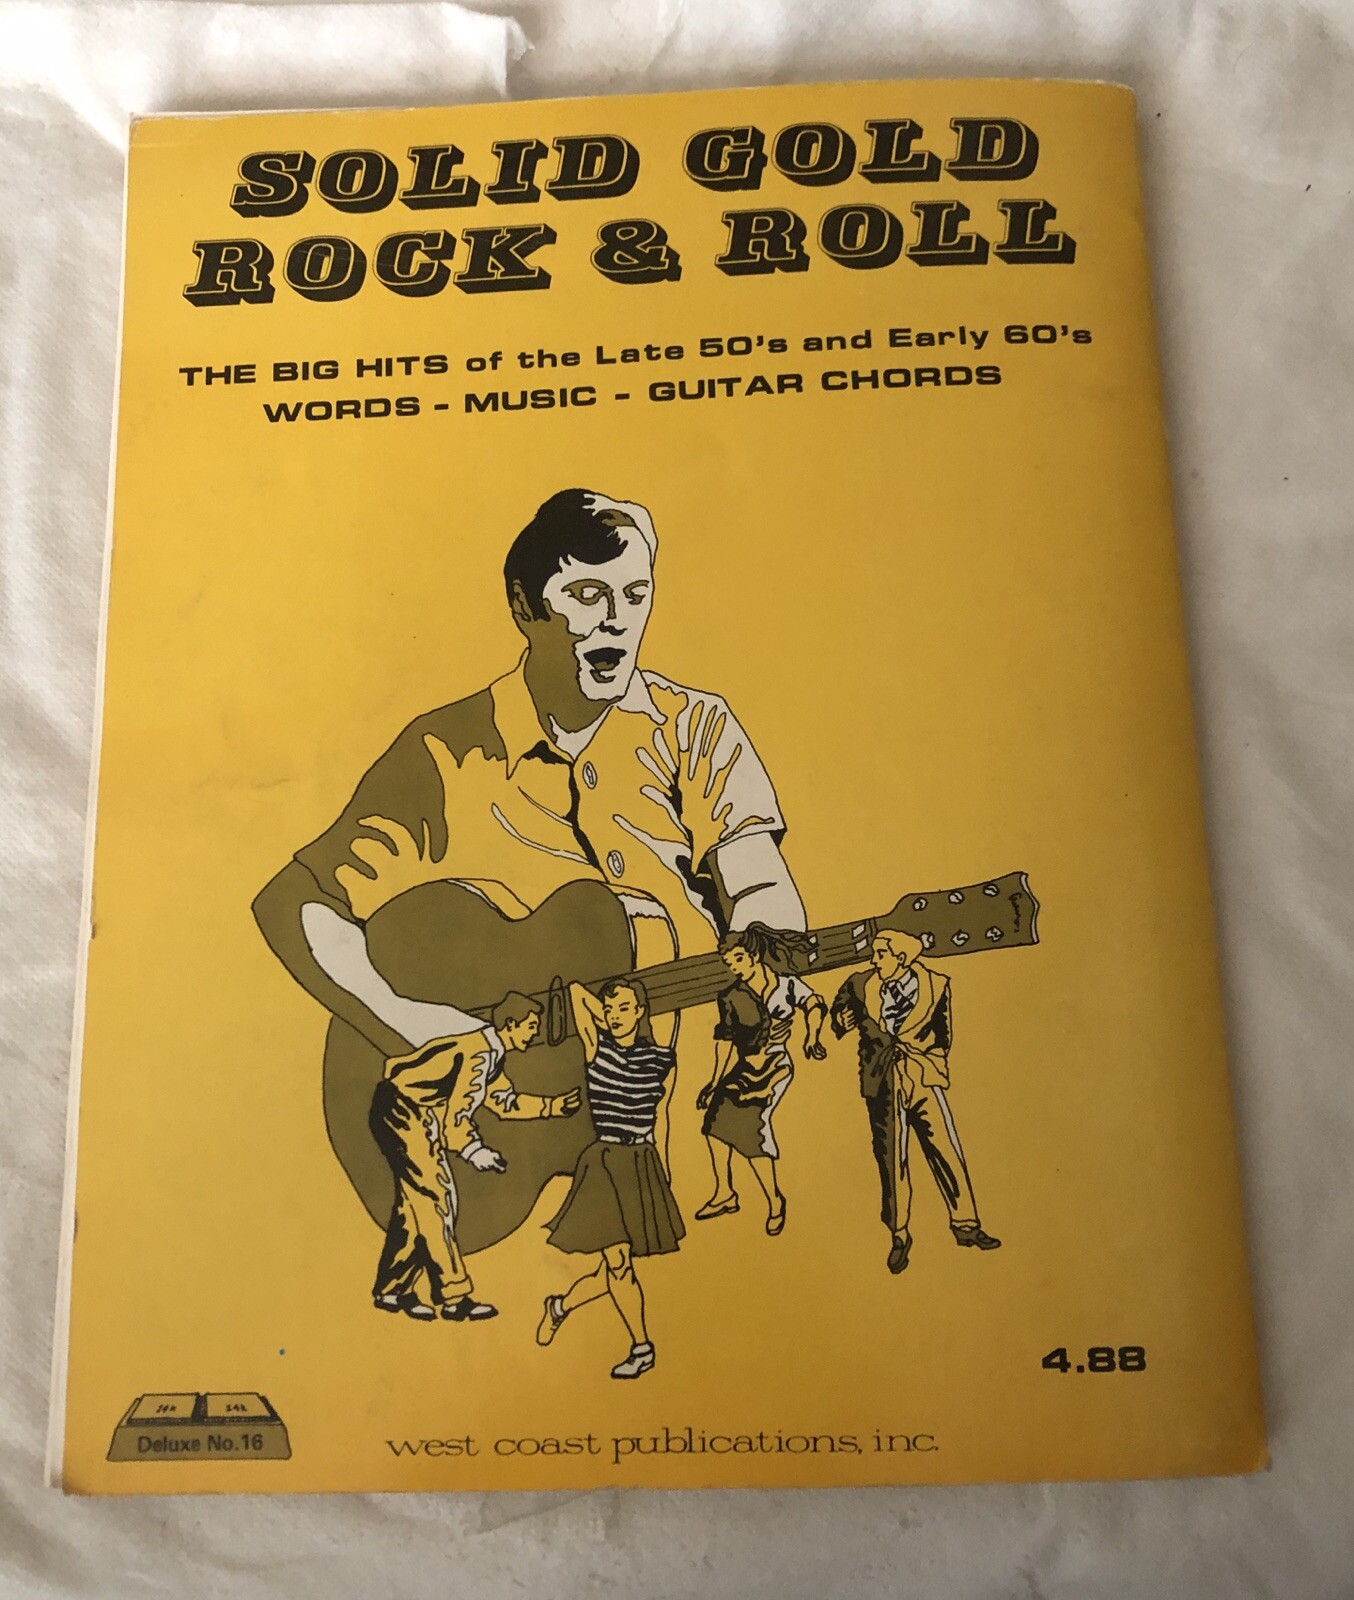 SOLID GOLD
ROCK & ROLL
THE BIG HITS of the Late 50's and Early 60's
WORDS - MUSIC - GUITAR CHORDS
4.88
Deluxe No.16
west coast publications, inc.